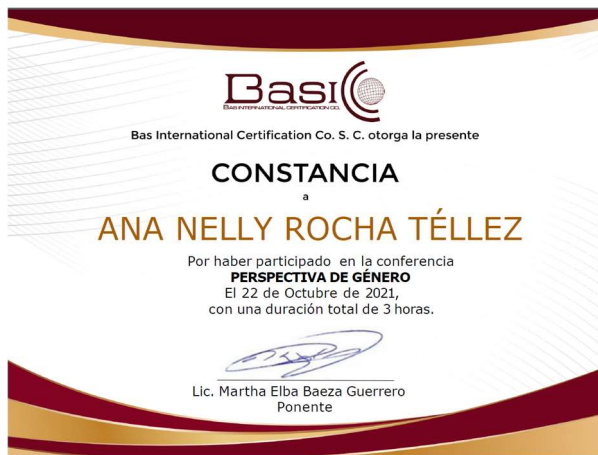 BasIC
BAS INTERNATIONAL CERTIFICATION CO.
Bas International Certification Co. S. C. otorga la presente
CONSTANCIA
a
ANA NELLY ROCHA TÉLLEZ
Por haber participado en la conferencia
PERSPECTIVA DE GÉNERO
El 22 de Octubre de 2021,
con una duración total de 3 horas.
Lic. Martha Elba Baeza Guerrero
Ponente